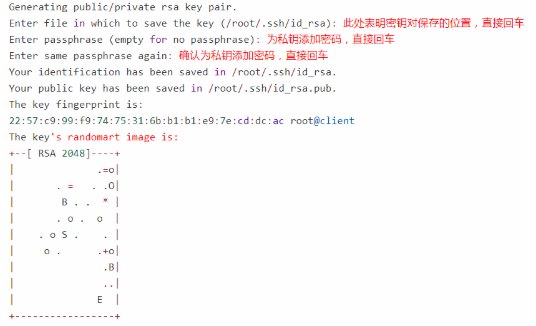 Generating public/private rsa key pair.
Enter file in which to save the key (/root/.ssh/id_rsa): 此处表明密钥对保存的位置，直接回车
Enter passphrase (empty for no passphrase): 为私钥添加密码，直接回车
Enter same passphrase again: 确认为私钥添加密码，直接回车
Your identification has been saved in /root/.ssh/id_rsa.
Your public key has been saved in /root/.ssh/id_rsa.pub.
The key fingerprint is:
22:57:c9:99:f9:74:75:31:6b:b1:b1:e9:7e:cd:dc:ac root@client
The key's randomart image is:
+--[ RSA 2048]----+
|              .=o|
|       . =   . .O|
|        B . .  * |
|       . o .  o  |
|    . o S .    . |
|     o .      .+o|
|               .B|
|               ..|
|              E  |
+-----------------+